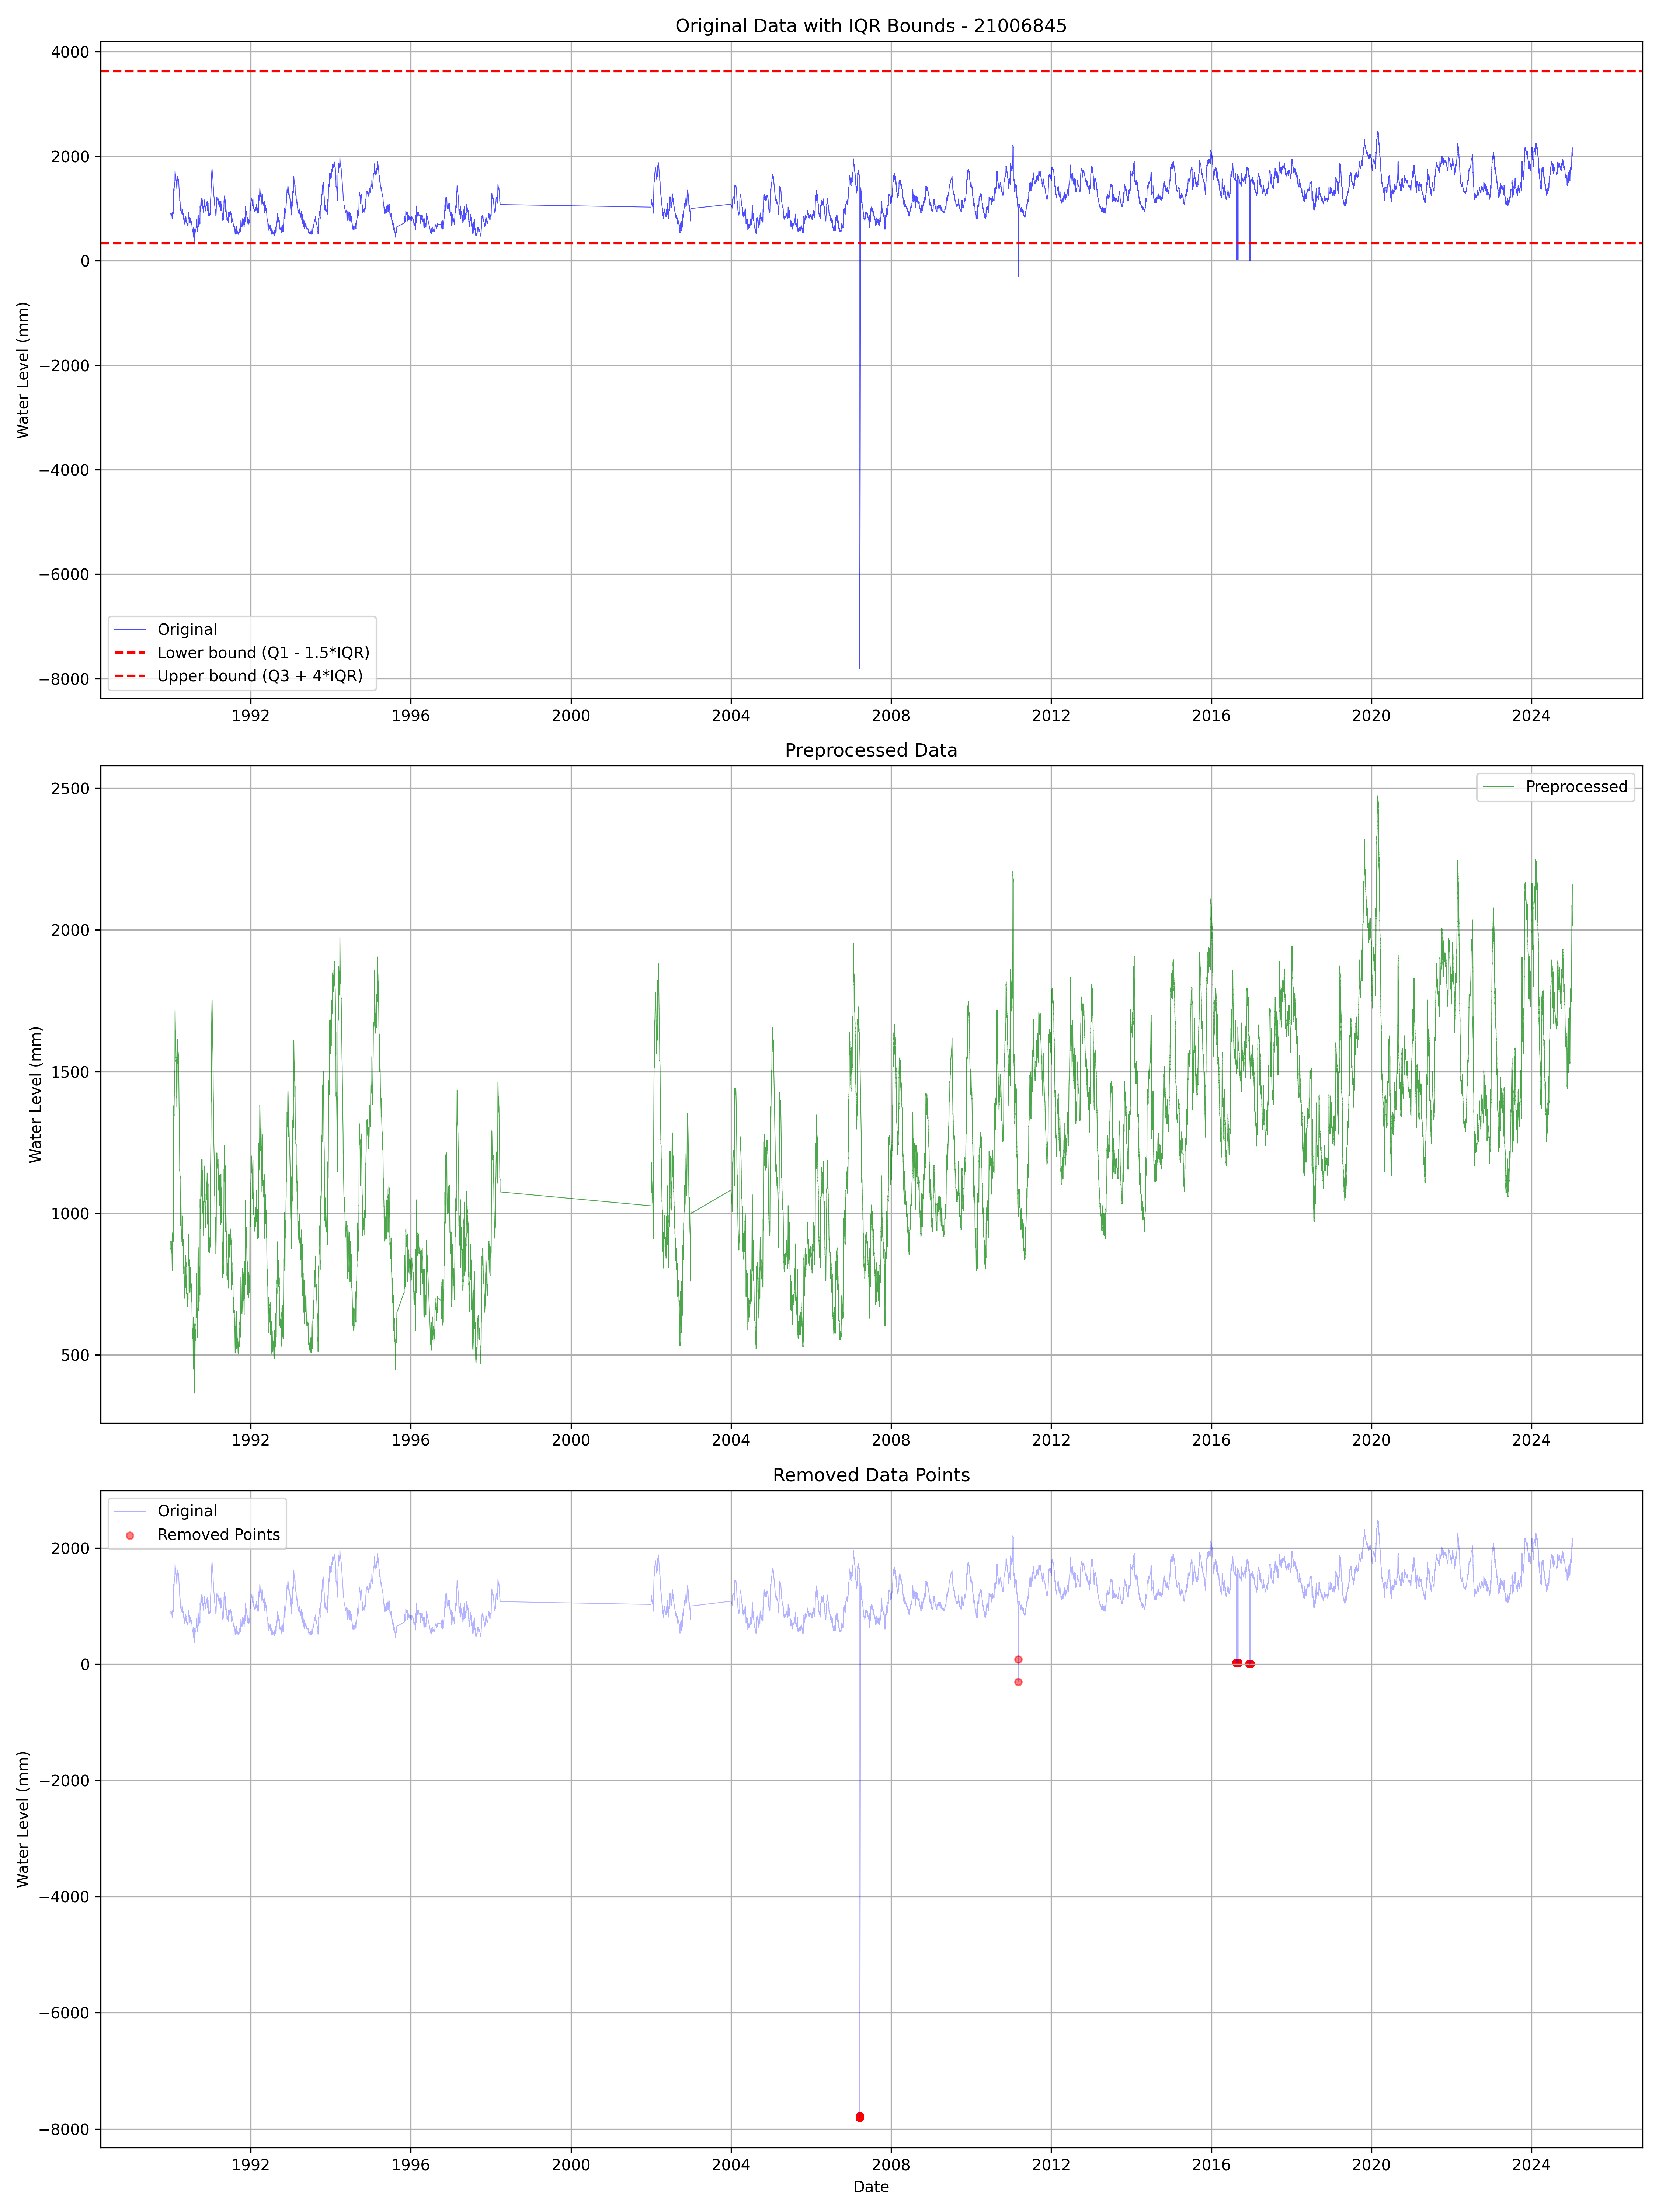 Original Data with IQR Bounds - 21006845
4000
2000
0
−2000
−4000
−6000
−8000
Water Level (mm)
Original
Lower bound (Q1 - 1.5*IQR)
Upper bound (Q3 + 4*IQR)
1992 1996 2000 2004 2008 2012 2016 2020 2024
Preprocessed Data
2500
2000
1500
1000
500
Water Level (mm)
Preprocessed
1992 1996 2000 2004 2008 2012 2016 2020 2024
Removed Data Points
Original
Removed Points
2000
0
−2000
−4000
−6000
−8000
Water Level (mm)
1992 1996 2000 2004 2008 2012 2016 2020 2024
Date